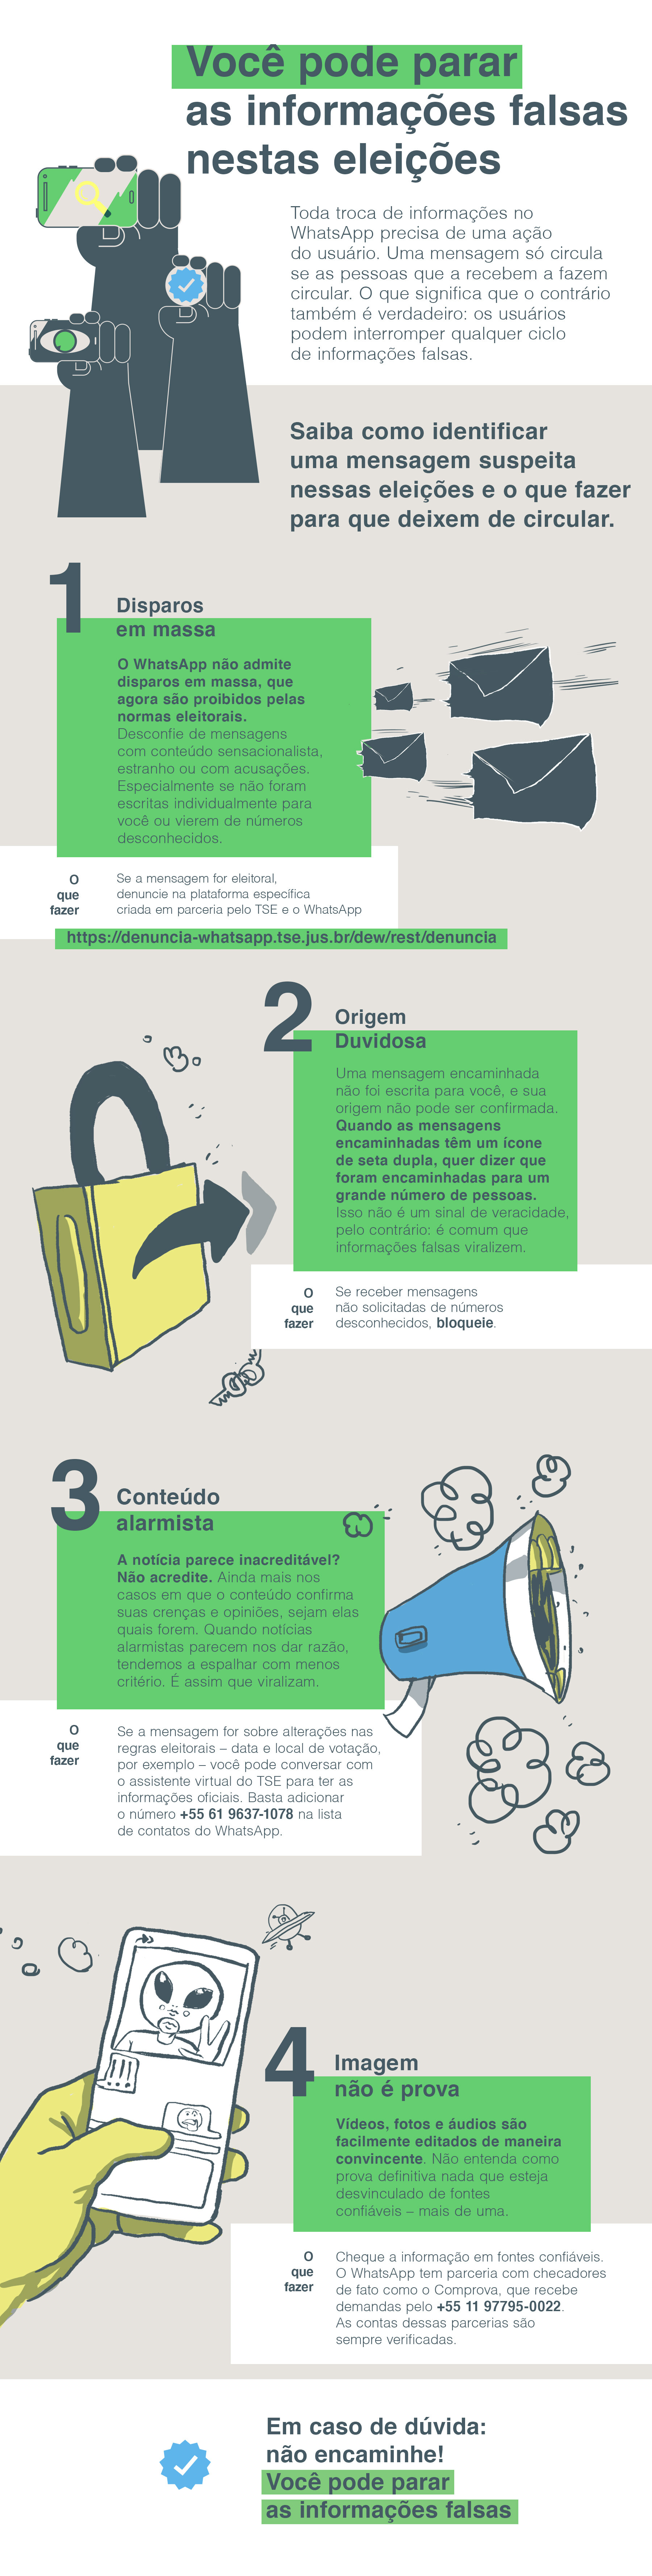 Você pode parar
as informações falsas
nestas eleições
Toda troca de informações no
WhatsApp precisa de uma ação
do usuário. Uma mensagem só circula
se as pessoas que a recebem a fazem
circular. O que significa que o contrário
também é verdadeiro: os usuários
podem interromper qualquer ciclo
de informações falsas.
Saiba como identificar
uma mensagem suspeita
nessas eleições e o que fazer
para que deixem de circular.
1
Disparos
em massa
O WhatsApp não admite
disparos em massa, que
agora são proibidos pelas
normas eleitorais.
Desconfie de mensagens
com conteúdo sensacionalista,
estranho ou com acusações.
Especialmente se não foram
escritas individualmente para
você ou vierem de números
desconhecidos.
O
que
fazer
Se a mensagem for eleitoral,
denuncie na plataforma específica
criada em parceria pelo TSE e o WhatsApp
https://denuncia-whatsapp.tse.jus.br/dew/rest/denuncia
2
Origem
Duvidosa
Uma mensagem encaminhada
não foi escrita para você, e sua
origem não pode ser confirmada.
Quando as mensagens
encaminhadas têm um ícone
de seta dupla, quer dizer que
foram encaminhadas para um
grande número de pessoas.
Isso não é um sinal de veracidade,
pelo contrário: é comum que
informações falsas viralizem.
O
que
fazer
Se receber mensagens
não solicitadas de números
desconhecidos, bloqueie.
3
Conteúdo
alarmista
A notícia parece inacreditável?
Não acredite. Ainda mais nos
casos em que o conteúdo confirma
suas crenças e opiniões, sejam elas
quais forem. Quando notícias
alarmistas parecem nos dar razão,
tendemos a espalhar com menos
critério. É assim que viralizam.
O
que
fazer
Se a mensagem for sobre alterações nas
regras eleitorais – data e local de votação,
por exemplo – você pode conversar com
o assistente virtual do TSE para ter as
informações oficiais. Basta adicionar
o número +55 61 9637-1078 na lista
de contatos do WhatsApp.
4
Imagem
não é prova
Vídeos, fotos e áudios são
facilmente editados de maneira
convincente. Não entenda como
prova definitiva nada que esteja
desvinculado de fontes
confiáveis – mais de uma.
O
que
fazer
Cheque a informação em fontes confiáveis.
O WhatsApp tem parceria com checadores
de fato como o Comprova, que recebe
demandas pelo +55 11 97795-0022.
As contas dessas parcerias são
sempre verificadas.
Em caso de dúvida:
não encaminhe!
Você pode parar
as informações falsas